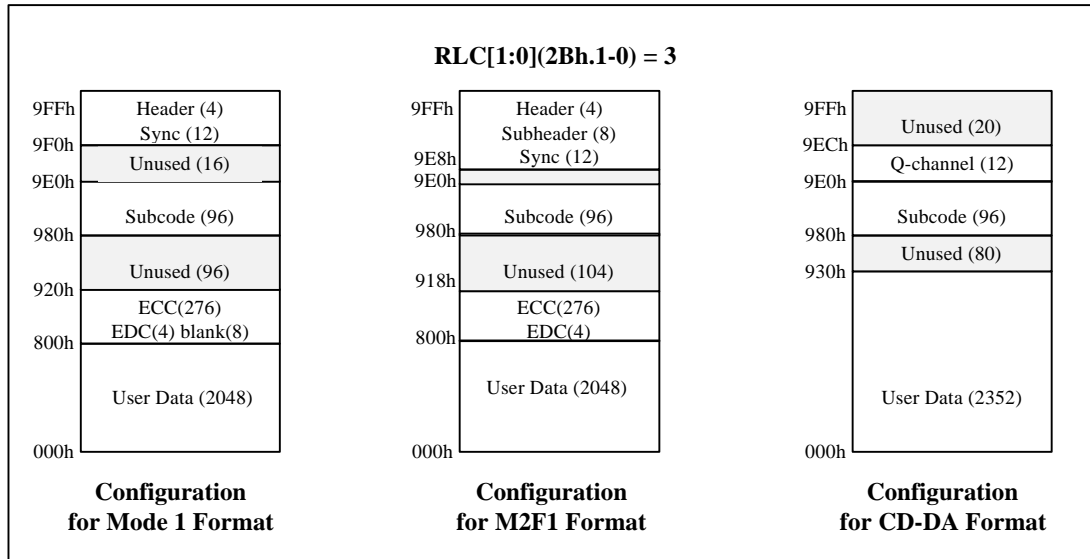 RLC[1:0](2Bh.1-0) = 3
9FFh
Header (4)
Sync (12)
9F0h
Unused (16)
9E0h
Subcode (96)
980h
Unused (96)
920h
ECC(276)
EDC(4) blank(8)
800h
User Data (2048)
000h
Configuration
for Mode 1 Format
9FFh
Header (4)
Subheader (8)
9E8h
Sync (12)
9E0h
Subcode (96)
980h
Unused (104)
918h
ECC(276)
EDC(4)
800h
User Data (2048)
000h
Configuration
for M2F1 Format
9FFh
Unused (20)
9ECh
Q-channel (12)
9E0h
Subcode (96)
980h
Unused (80)
930h
User Data (2352)
000h
Configuration
for CD-DA Format